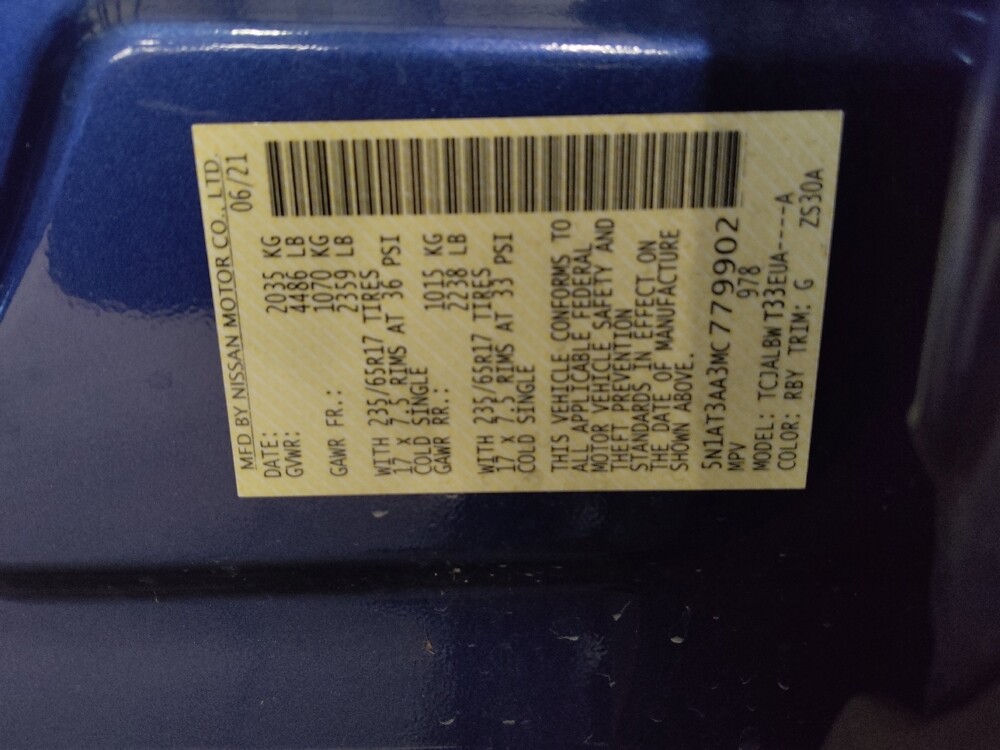 MFD BY NISSAN MOTOR CO., LTD.
DATE: 06/21
GVWR: 2035 KG
4486 LB
GAWR FR.: 1070 KG
2359 LB
WITH 235/65R17 TIRES
17 X 7.5 RIMS AT 36 PSI
COLD SINGLE
GAWR RR.: 1015 KG
2238 LB
WITH 235/65R17 TIRES
17 X 7.5 RIMS AT 33 PSI
COLD SINGLE
THIS VEHICLE CONFORMS TO
ALL APPLICABLE FEDERAL
MOTOR VEHICLE SAFETY AND
THEFT PREVENTION
STANDARDS IN EFFECT ON
THE DATE OF MANUFACTURE
SHOWN ABOVE.
5N1AT3AA3MC779902
MPV 978
MODEL: TCJALBWT33EUA----A
COLOR: RBY TRIM: G ZS30A